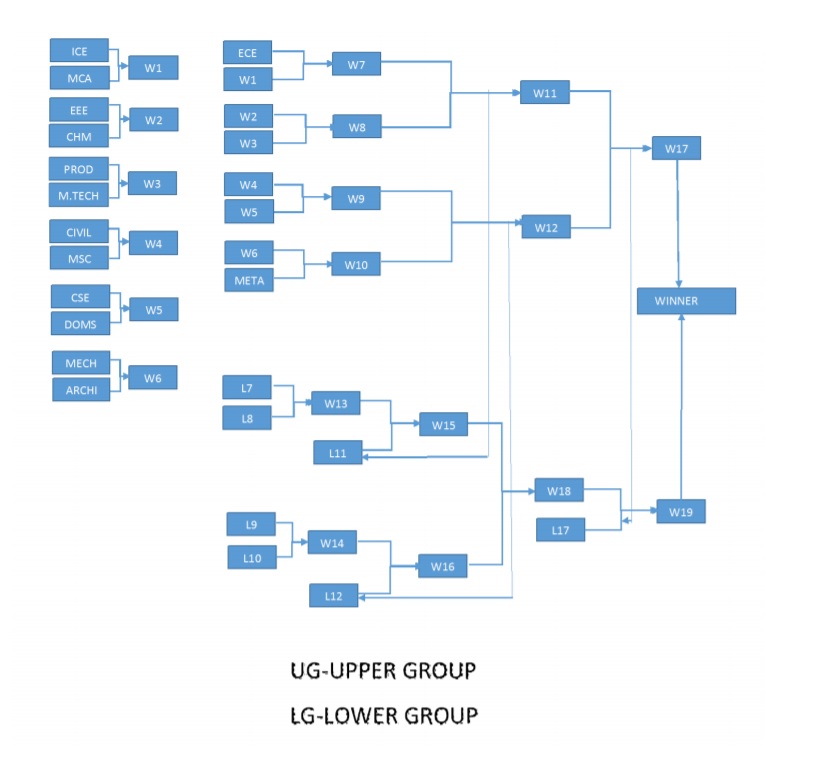 ICE
MCA
W1
EEE
CHM
W2
PROD
M.TECH
W3
CIVIL
MSC
W4
CSE
DOMS
W5
MECH
ARCHI
W6
ECE
W1
W7
W2
W3
W8
W4
W5
W9
W6
META
W10
W11
W12
W17
WINNER
L7
L8
W13
L11
W15
L9
L10
W14
L12
W16
W18
L17
W19
UG-UPPER GROUP
LG-LOWER GROUP